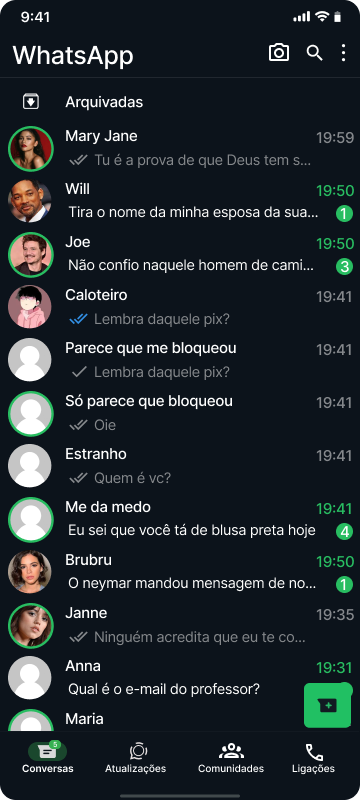 9:41
WhatsApp
Arquivadas
Mary Jane 19:59
Tu é a prova de que Deus tem s...
Will 19:50
Tira o nome da minha esposa da sua... 1
Joe 19:50
Não confio naquele homem de cami... 3
Caloteiro 19:41
Lembra daquele pix?
Parece que me bloqueou 19:41
Lembra daquele pix?
Só parece que bloqueou 19:41
Oie
Estranho 19:41
Quem é vc?
Me da medo 19:41
Eu sei que você tá de blusa preta hoje 4
Brubru 19:50
O neymar mandou mensagem de no... 1
Janne 19:35
Ninguém acredita que eu te co...
Anna 19:31
Qual é o e-mail do professor?
Maria
5
Conversas Atualizações Comunidades Ligações